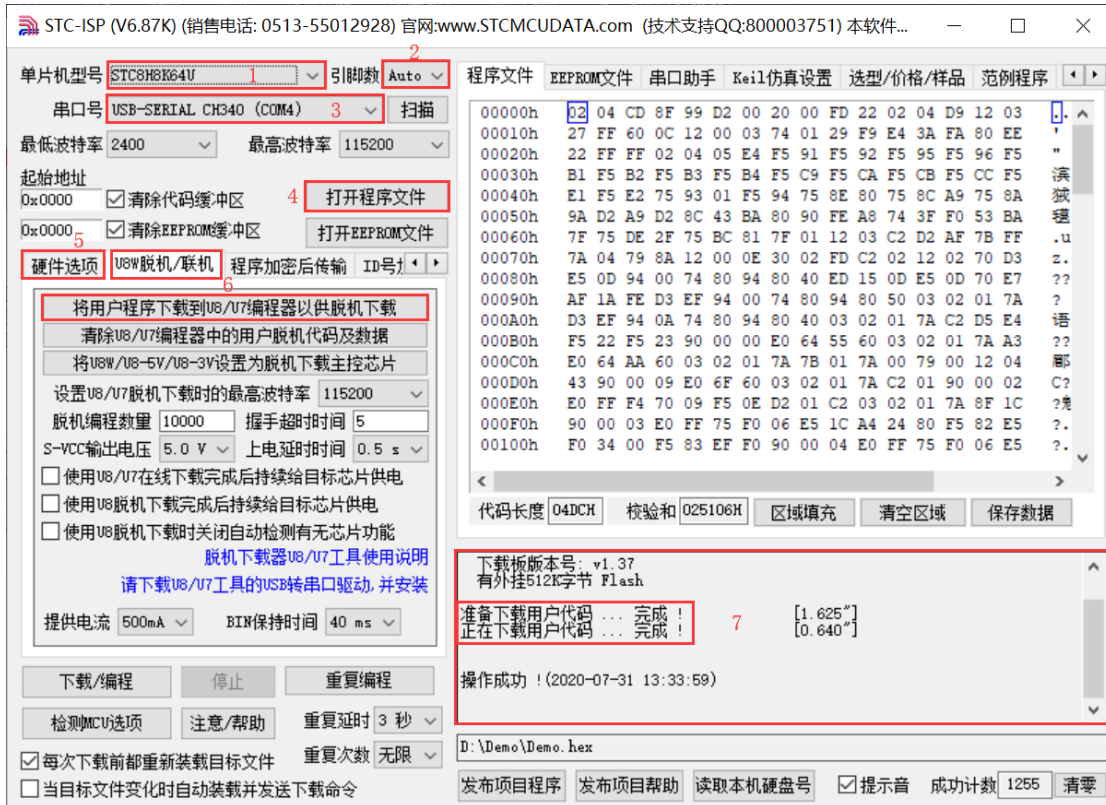 STC-ISP (V6.87K) (销售电话: 0513-55012928) 官网:www.STCMCUDATA.com (技术支持QQ:800003751) 本软件...
单片机型号 STC8H8K64U 1 引脚数 Auto 2
串口号 USB-SERIAL CH340 (COM4) 3 扫描
最低波特率 2400 最高波特率 115200
起始地址
0x0000 清除代码缓冲区 4 打开程序文件
0x0000 清除EEPROM缓冲区 打开EEPROM文件
5
硬件选项 U8W脱机/联机 程序加密后传输 ID号
6
将用户程序下载到U8/U7编程器以供脱机下载
清除U8/U7编程器中的用户脱机代码及数据
将U8W/U8-5V/U8-3V设置为脱机下载主控芯片
设置U8/U7脱机下载时的最高波特率 115200
脱机编程数量 10000 握手超时时间 5
S-VCC输出电压 5.0 V 上电延时时间 0.5 s
使用U8/U7在线下载完成后持续给目标芯片供电
使用U8脱机下载完成后持续给目标芯片供电
使用U8脱机下载时关闭自动检测有无芯片功能
脱机下载器U8/U7工具使用说明
请下载U8/U7工具的USB转串口驱动,并安装
提供电流 500mA BIN保持时间 40 ms
下载/编程 停止 重复编程
检测MCU选项 注意/帮助 重复延时 3 秒
每次下载前都重新装载目标文件 重复次数 无限
当目标文件变化时自动装载并发送下载命令
程序文件 EEPROM文件 串口助手 Keil仿真设置 选型/价格/样品 范例程序
00000h 02 04 CD 8F 99 D2 00 20 00 FD 22 02 04 D9 12 03 ..
00010h 27 FF 60 0C 12 00 03 74 01 29 F9 E4 3A FA 80 EE '
00020h 22 FF FF 02 04 05 E4 F5 91 F5 92 F5 95 F5 96 F5 "
00030h B1 F5 B2 F5 B3 F5 B4 F5 C9 F5 CA F5 CB F5 CC F5
00040h E1 F5 E2 75 93 01 F5 94 75 8E 80 75 8C A9 75 8A
00050h 9A D2 A9 D2 8C 43 BA 80 90 FE A8 74 3F F0 53 BA
00060h 7F 75 DE 2F 75 BC 81 7F 01 12 03 C2 D2 AF 7B FF .u
00070h 7A 04 79 8A 12 00 0E 30 02 FD C2 02 12 02 70 D3 z.
00080h E5 0D 94 00 74 80 94 80 40 ED 15 0D E5 0D 70 E7 ??
00090h AF 1A FE D3 EF 94 00 74 80 94 80 50 03 02 01 7A ?
000A0h D3 EF 94 0A 74 80 94 80 40 03 02 01 7A C2 D5 E4 语
000B0h F5 22 F5 23 90 00 00 E0 64 55 60 03 02 01 7A A3 ??
000C0h E0 64 AA 60 03 02 01 7A 7B 01 7A 00 79 00 12 04
000D0h 43 90 00 09 E0 6F 60 03 02 01 7A C2 01 90 00 02 C?
000E0h E0 FF F4 70 09 F5 0E D2 01 C2 03 02 01 7A 8F 1C
000F0h 90 00 03 E0 FF 75 F0 06 E5 1C A4 24 80 F5 82 E5 ?.
00100h F0 34 00 F5 83 EF F0 90 00 04 E0 FF 75 F0 06 E5 ?.
代码长度 04DCH 校验和 025106H 区域填充 清空区域 保存数据
下载板版本号: v1.37
有外挂512K字节 Flash
准备下载用户代码 ... 完成 ! [1.625"]
正在下载用户代码 ... 完成 ! [0.640"]
7
操作成功 !(2020-07-31 13:33:59)
D:\Demo\Demo.hex
发布项目程序 发布项目帮助 读取本机硬盘号 提示音 成功计数 1255 清零